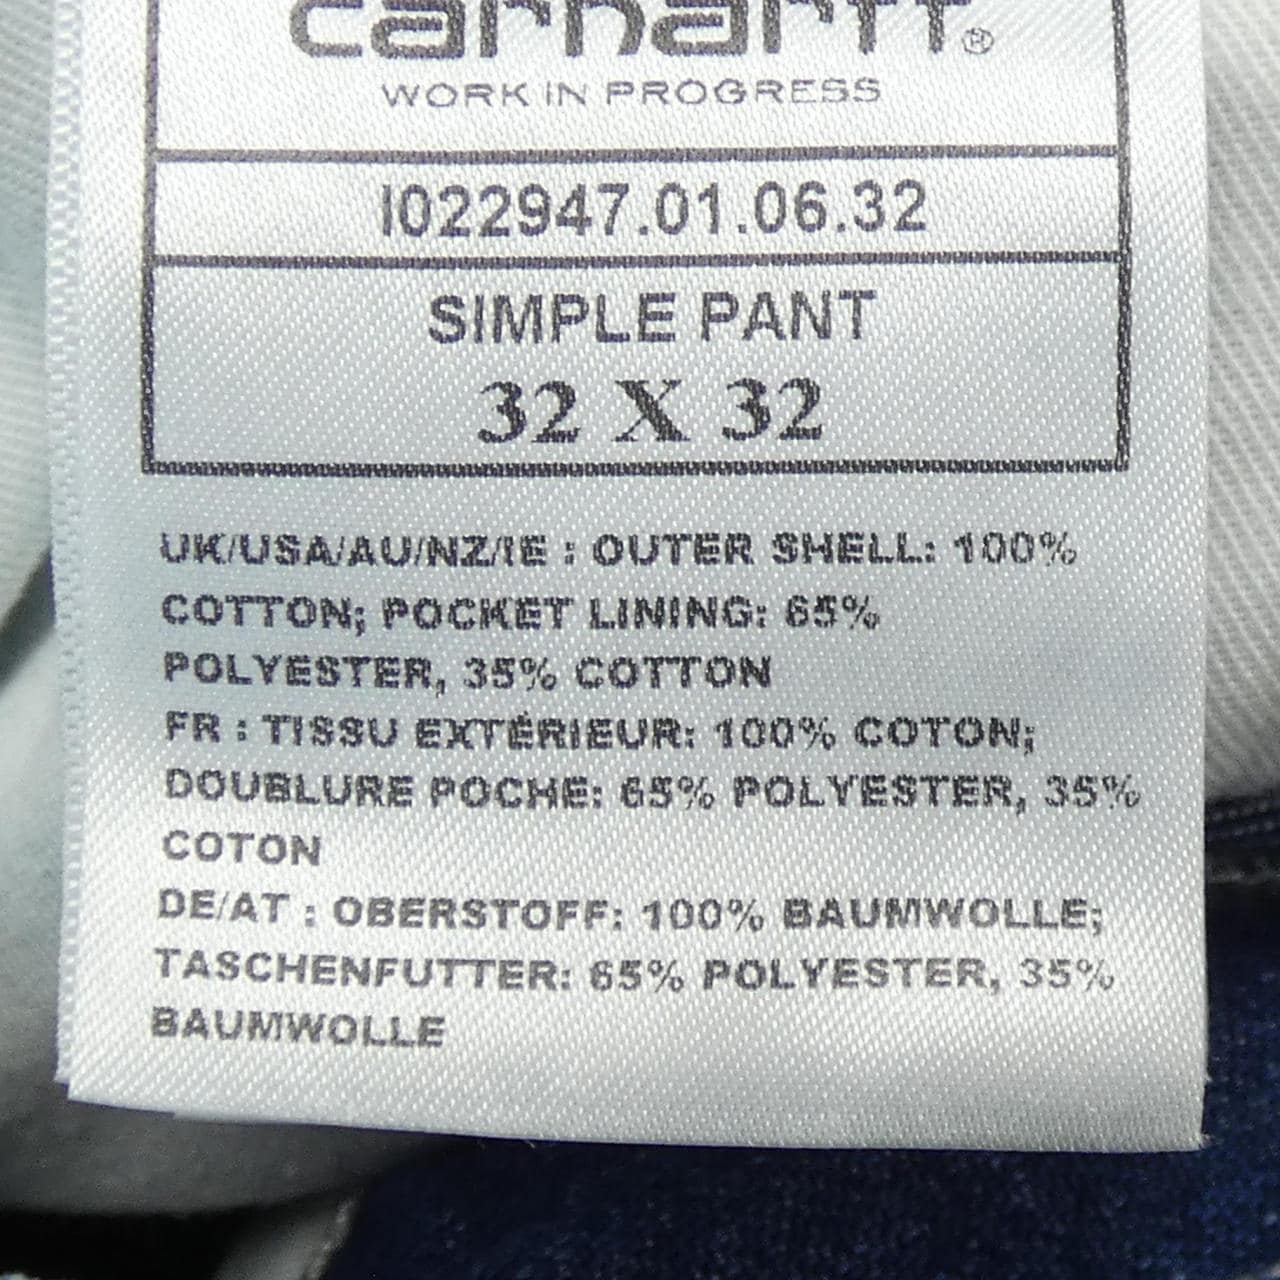 carhartt®
WORK IN PROGRESS
I022947.01.06.32
SIMPLE PANT
32 X 32
UK/USA/AU/NZ/IE : OUTER SHELL: 100%
COTTON; POCKET LINING: 65%
POLYESTER, 35% COTTON
FR : TISSU EXTÉRIEUR: 100% COTON;
DOUBLURE POCHE: 65% POLYESTER, 35%
COTON
DE/AT : OBERSTOFF: 100% BAUMWOLLE;
TASCHENFUTTER: 65% POLYESTER, 35%
BAUMWOLLE